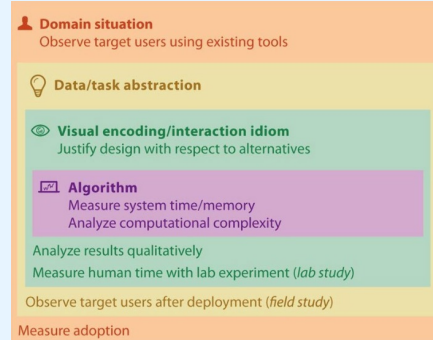 Domain situation
Observe target users using existing tools
Data/task abstraction
Visual encoding/interaction idiom
Justify design with respect to alternatives
Algorithm
Measure system time/memory
Analyze computational complexity
Analyze results qualitatively
Measure human time with lab experiment (lab study)
Observe target users after deployment (field study)
Measure adoption